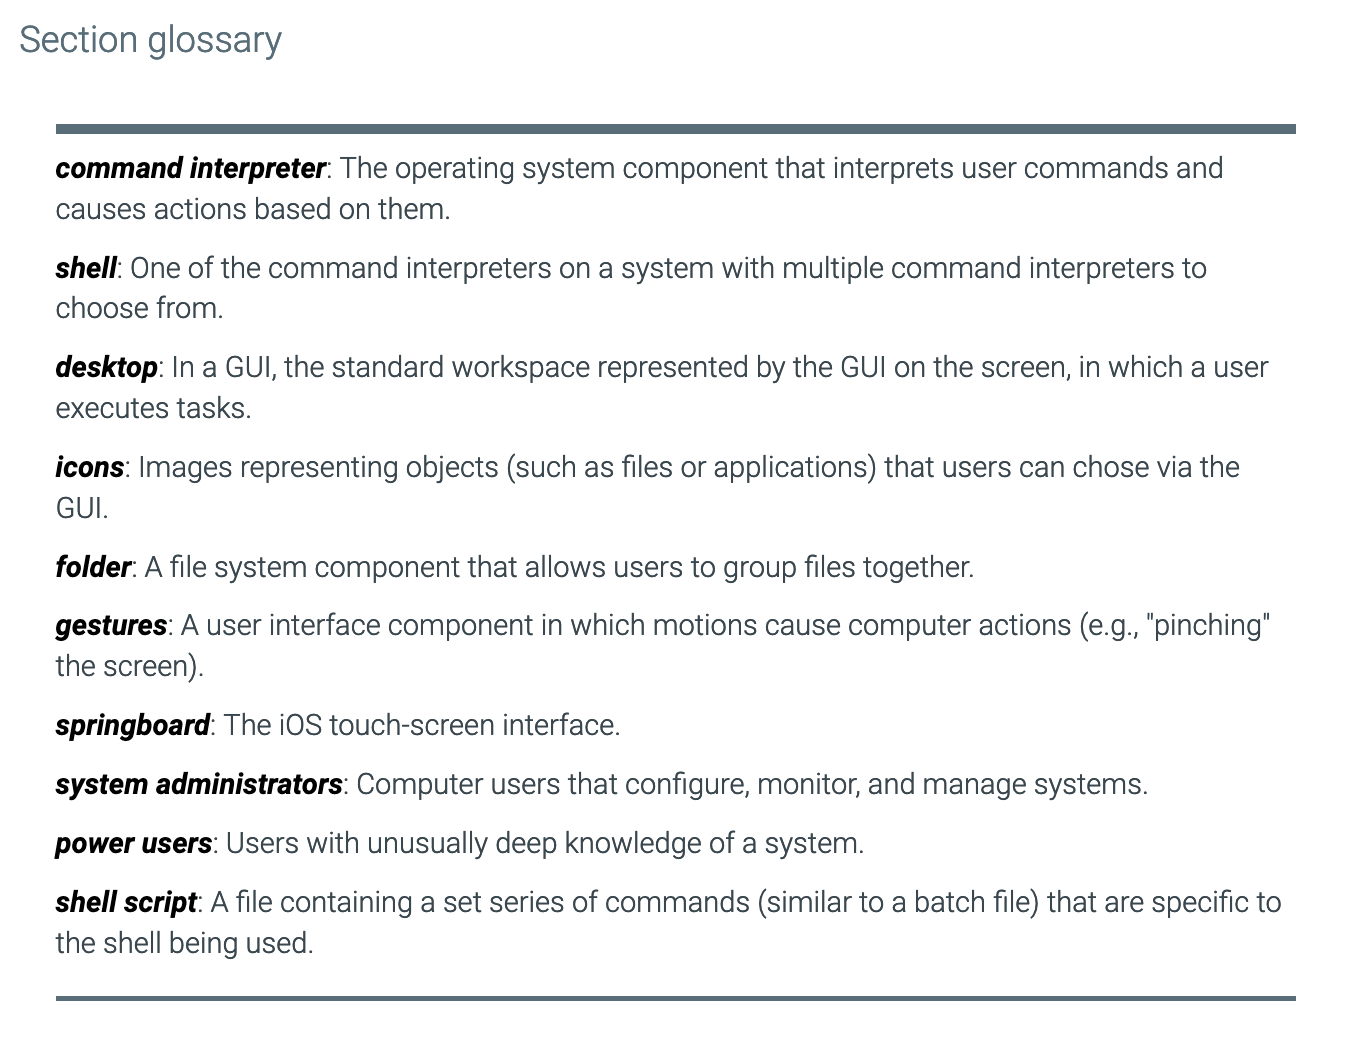 Section glossary
command interpreter: The operating system component that interprets user commands and
causes actions based on them.
shell: One of the command interpreters on a system with multiple command interpreters to
choose from.
desktop: In a GUI, the standard workspace represented by the GUI on the screen, in which a user
executes tasks.
icons: Images representing objects (such as files or applications) that users can chose via the
GUI.
folder: A file system component that allows users to group files together.
gestures: A user interface component in which motions cause computer actions (e.g., "pinching"
the screen).
springboard: The iOS touch-screen interface.
system administrators: Computer users that configure, monitor, and manage systems.
power users: Users with unusually deep knowledge of a system.
shell script: A file containing a set series of commands (similar to a batch file) that are specific to
the shell being used.